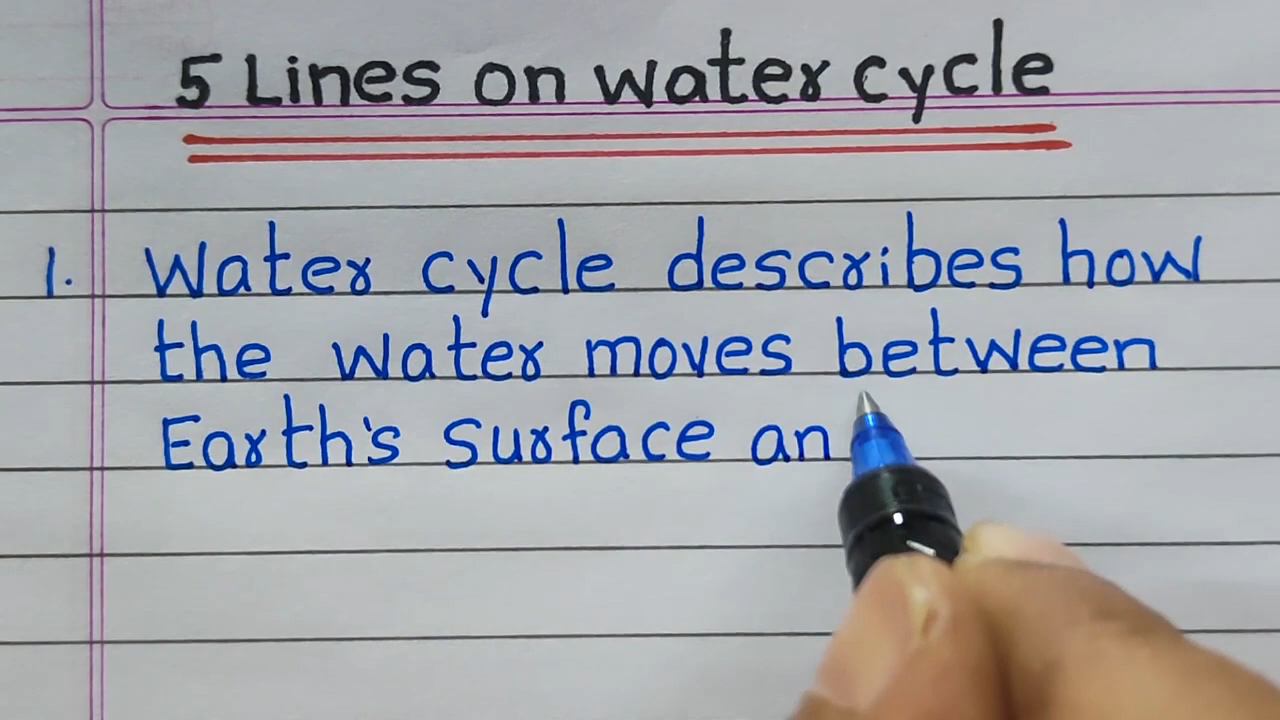 5 Lines on water cycle
1. Water cycle describes how
the water moves between
Earth's surface an